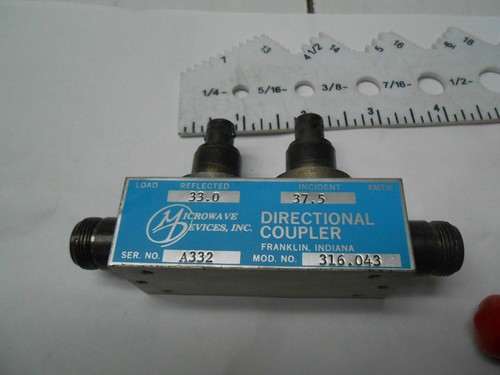 7 13 4 1/2 14 5 16 6 18
1/4- 5/16- 3/8- 7/16- 1/2-
1 2 3 4
LOAD REFLECTED INCIDENT XMTR
33.0 37.5
MD MICROWAVE DEVICES, INC.
DIRECTIONAL
COUPLER
FRANKLIN, INDIANA
SER. NO. A332 MOD. NO. 316.043